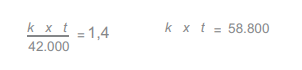 k x t / 42.000 = 1,4
k x t = 58.800